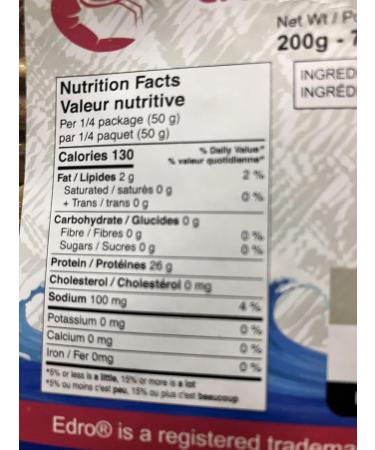 Net Wt / P
200g - 7
INGRED
INGRÉD
Nutrition Facts
Valeur nutritive
Per 1/4 package (50 g)
par 1/4 paquet (50 g)
Calories 130
% Daily Value*
% valeur quotidienne*
Fat / Lipides 2 g 2 %
Saturated / saturés 0 g
+ Trans / trans 0 g 0 %
Carbohydrate / Glucides 0 g
Fibre / Fibres 0 g 0 %
Sugars / Sucres 0 g 0 %
Protein / Protéines 26 g
Cholesterol / Cholestérol 0 mg
Sodium 100 mg 4 %
Potassium 0 mg 0 %
Calcium 0 mg 0 %
Iron / Fer 0mg 0 %
*5% or less is a little, 15% or more is a lot
*5% ou moins c'est peu, 15% ou plus c'est beaucoup
Edro® is a registered tradema